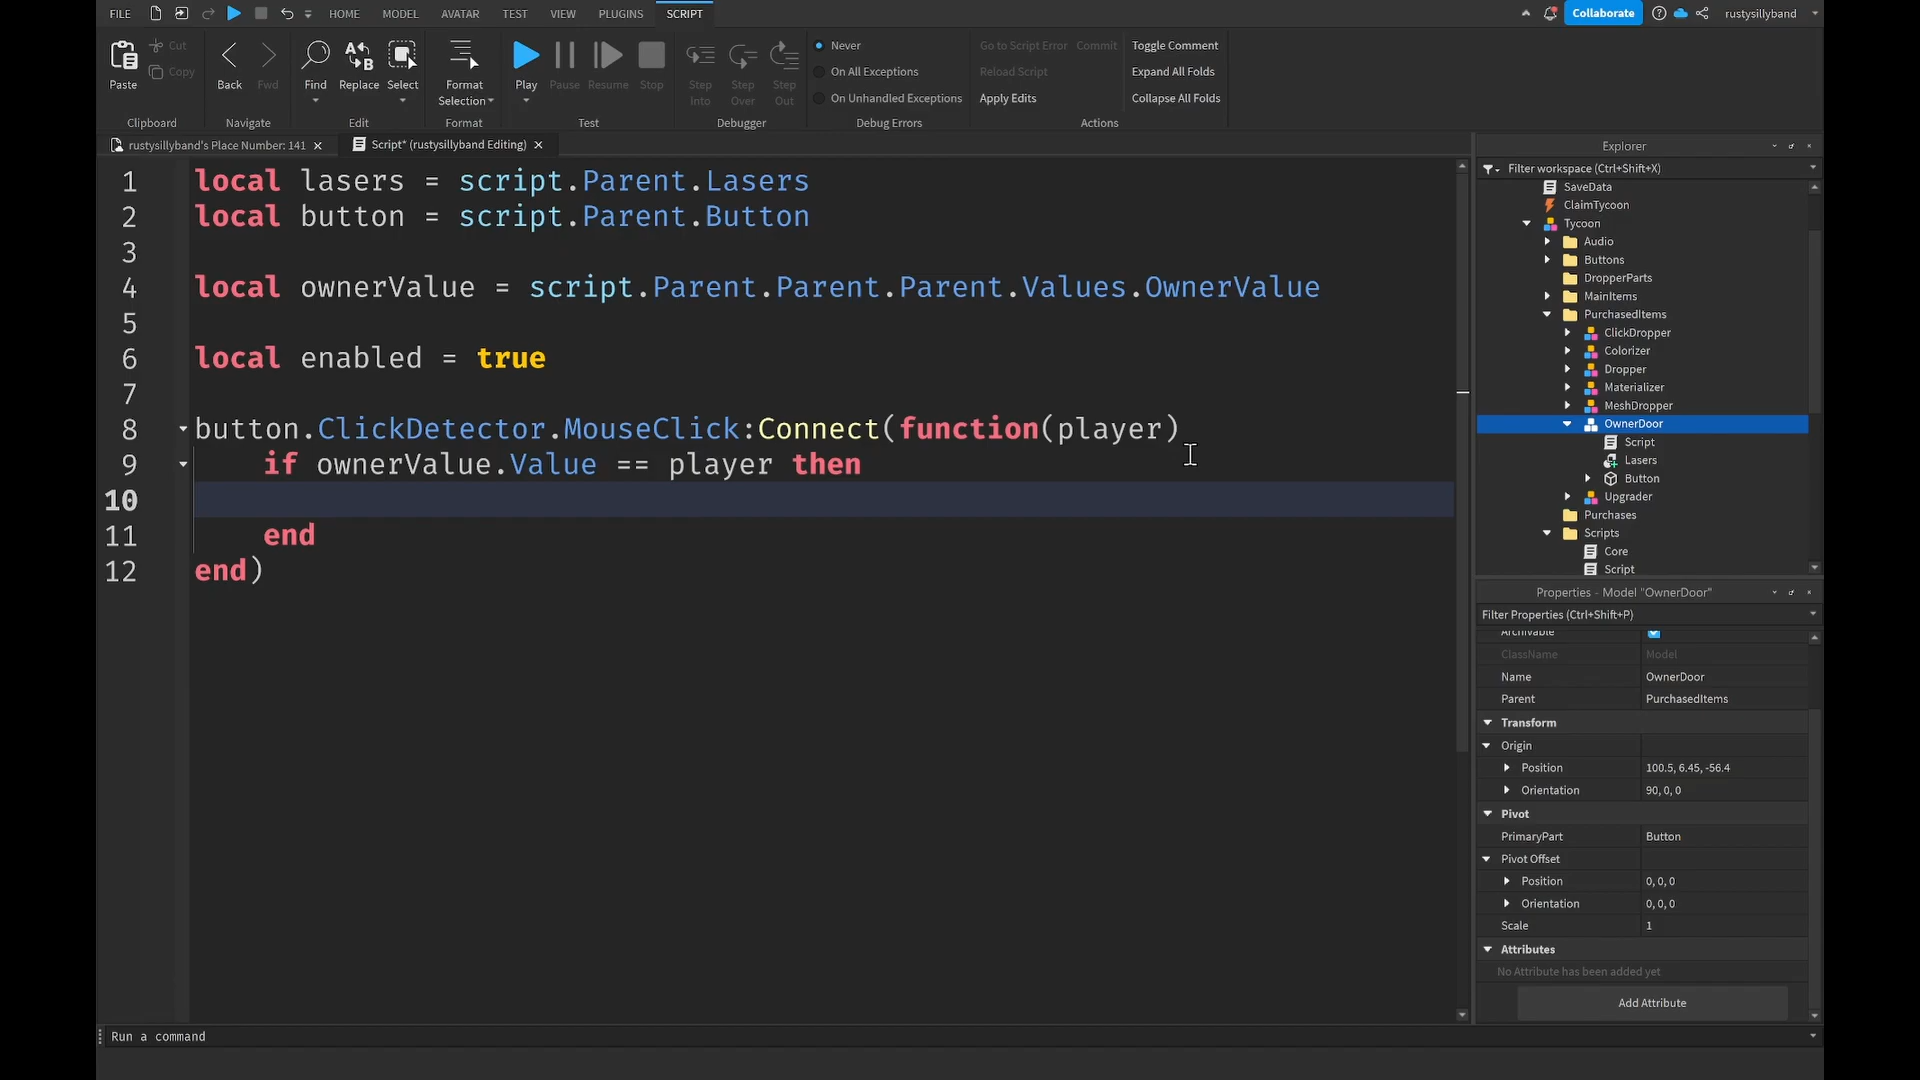 FILE HOME MODEL AVATAR TEST VIEW PLUGINS SCRIPT Collaborate rustysillyband
Paste Cut Copy Back Fwd Find Replace Select Format Selection Play Pause Resume Stop Step Into Step Over Step Out
Never
On All Exceptions
On Unhandled Exceptions
Go to Script Error Commit
Reload Script
Apply Edits
Toggle Comment
Expand All Folds
Collapse All Folds
Clipboard Navigate Edit Format Test Debugger Debug Errors Actions
rustysillyband's Place Number: 141 Script* (rustysillyband Editing)
1 local lasers = script.Parent.Lasers
2 local button = script.Parent.Button
3
4 local ownerValue = script.Parent.Parent.Parent.Values.OwnerValue
5
6 local enabled = true
7
8 button.ClickDetector.MouseClick:Connect(function(player)
9 if ownerValue.Value == player then
10
11 end
12 end)
Explorer
Filter workspace (Ctrl+Shift+X)
SaveData
ClaimTycoon
Tycoon
Audio
Buttons
DropperParts
MainItems
PurchasedItems
ClickDropper
Colorizer
Dropper
Materializer
MeshDropper
OwnerDoor
Script
Lasers
Button
Upgrader
Purchases
Scripts
Core
Script
Properties - Model "OwnerDoor"
Filter Properties (Ctrl+Shift+P)
Archivable
ClassName Model
Name OwnerDoor
Parent PurchasedItems
Transform
Origin
Position 100.5, 6.45, -56.4
Orientation 90, 0, 0
Pivot
PrimaryPart Button
Pivot Offset
Position 0, 0, 0
Orientation 0, 0, 0
Scale 1
Attributes
No Attribute has been added yet
Add Attribute
Run a command